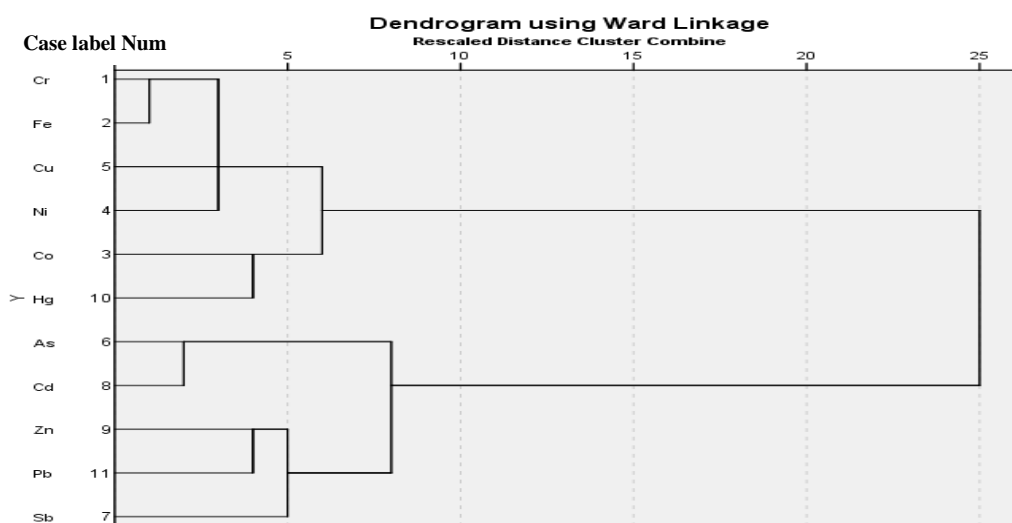 Dendrogram using Ward Linkage
Case label Num
Rescaled Distance Cluster Combine
5 10 15 20 25
Cr 1
Fe 2
Cu 5
Ni 4
Co 3
Y
Hg 10
As 6
Cd 8
Zn 9
Pb 11
Sb 7